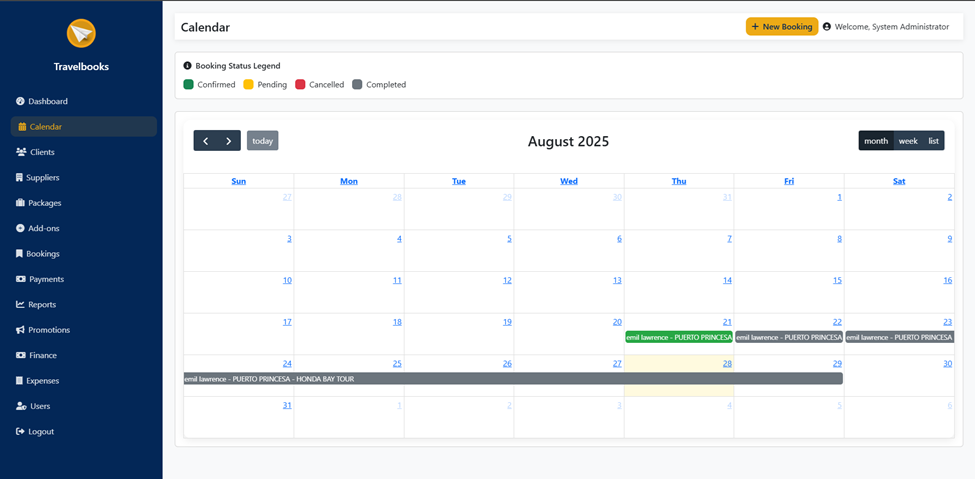 Travelbooks
Dashboard
Calendar
Clients
Suppliers
Packages
Add-ons
Bookings
Payments
Reports
Promotions
Finance
Expenses
Users
Logout
Calendar
+ New Booking
Welcome, System Administrator
Booking Status Legend
Confirmed Pending Cancelled Completed
today
August 2025
month week list
Sun Mon Tue Wed Thu Fri Sat
27 28 29 30 31 1 2
3 4 5 6 7 8 9
10 11 12 13 14 15 16
17 18 19 20 21 22 23
emil lawrence - PUERTO PRINCESA emil lawrence - PUERTO PRINCESA emil lawrence - PUERTO PRINCESA
24 25 26 27 28 29 30
emil lawrence - PUERTO PRINCESA - HONDA BAY TOUR
31 1 2 3 4 5 6